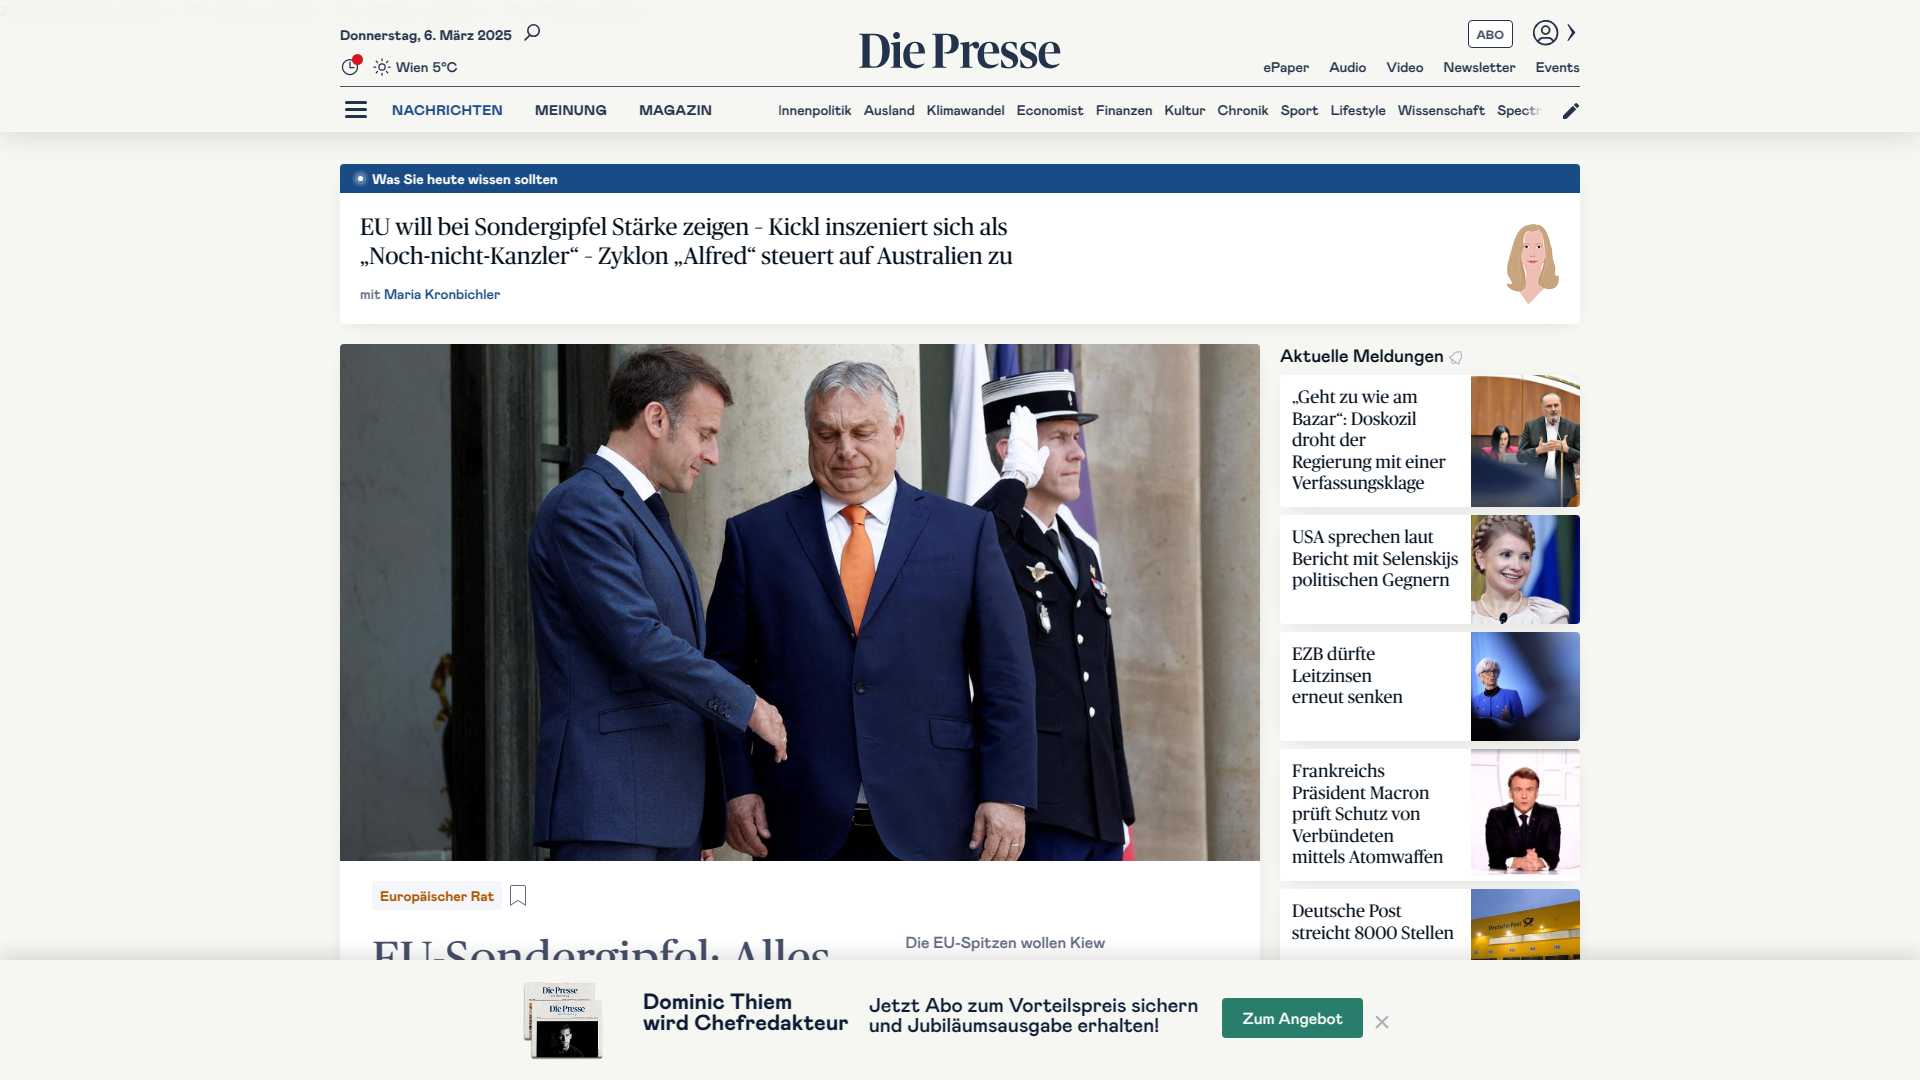 Donnerstag, 6. März 2025
Die Presse
ABO
Wien 5°C
ePaper Audio Video Newsletter Events
NACHRICHTEN MEINUNG MAGAZIN Innenpolitik Ausland Klimawandel Economist Finanzen Kultur Chronik Sport Lifestyle Wissenschaft Spectr
Was Sie heute wissen sollten
EU will bei Sondergipfel Stärke zeigen – Kickl inszeniert sich als
„Noch-nicht-Kanzler“ – Zyklon „Alfred“ steuert auf Australien zu
mit Maria Kronbichler
Europäischer Rat
EU-Sondergipfel: Alles
Die EU-Spitzen wollen Kiew
Aktuelle Meldungen
„Geht zu wie am
Bazar“: Doskozil
droht der
Regierung mit einer
Verfassungsklage
USA sprechen laut
Bericht mit Selenskijs
politischen Gegnern
EZB dürfte
Leitzinsen
erneut senken
Frankreichs
Präsident Macron
prüft Schutz von
Verbündeten
mittels Atomwaffen
Deutsche Post
streicht 8000 Stellen
Deutsche Post
Die Presse
Die Presse
Dominic Thiem
wird Chefredakteur
Jetzt Abo zum Vorteilspreis sichern
und Jubiläumsausgabe erhalten!
Zum Angebot